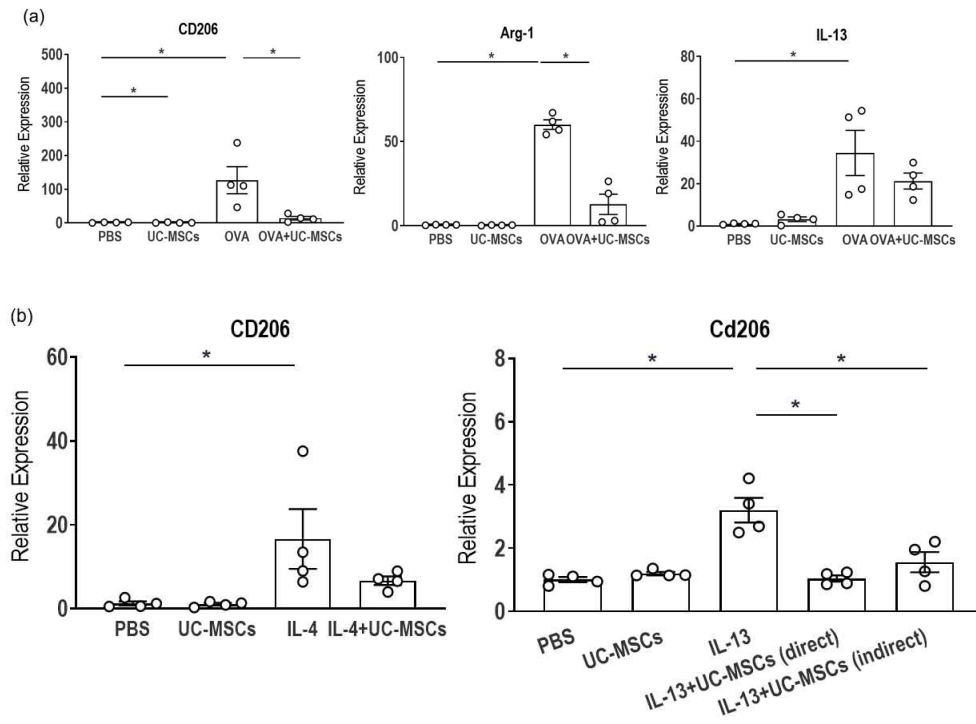 (a)
CD206
Relative Expression
500
400
300
200
100
0
*
*
*
PBS
UC-MSCs
OVA
OVA+UC-MSCs
Arg-1
Relative Expression
100
50
0
*
*
PBS
UC-MSCs
OVA
OVA+UC-MSCs
IL-13
Relative Expression
80
60
40
20
0
*
PBS
UC-MSCs
OVA
OVA+UC-MSCs
(b)
CD206
Relative Expression
60
40
20
0
*
PBS
UC-MSCs
IL-4
IL-4+UC-MSCs
Cd206
Relative Expression
8
6
4
2
0
*
*
*
PBS
UC-MSCs
IL-13
IL-13+UC-MSCs (direct)
IL-13+UC-MSCs (indirect)